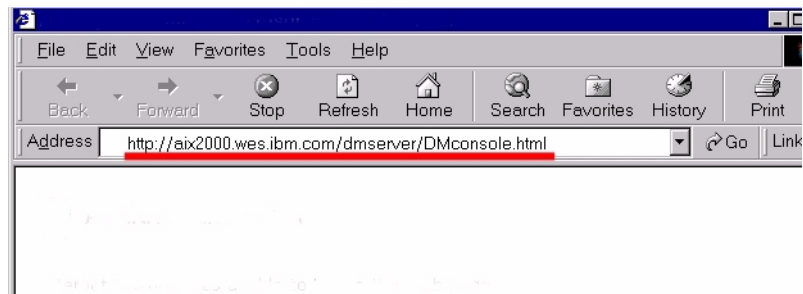 File Edit View Favorites Tools Help
Back Forward Stop Refresh Home Search Favorites History Print
Address http://aix2000.wes.ibm.com/dmserver/DMconsole.html Go Link